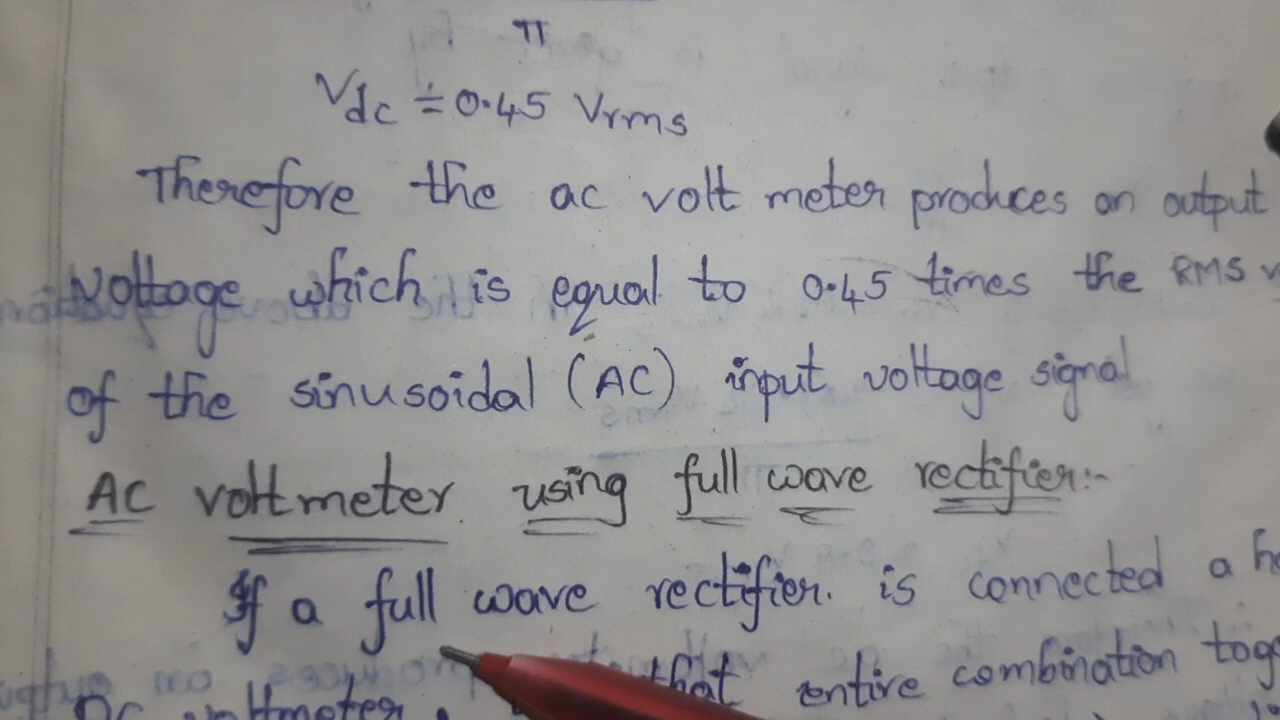 π
Vdc = 0.45 Vrms
Therefore the ac volt meter produces an output
voltage which is equal to 0.45 times the RMS
of the sinusoidal (AC) input voltage signal
AC voltmeter using full wave rectifier:-
If a full wave rectifier. is connected a
DC voltmeter, that entire combination